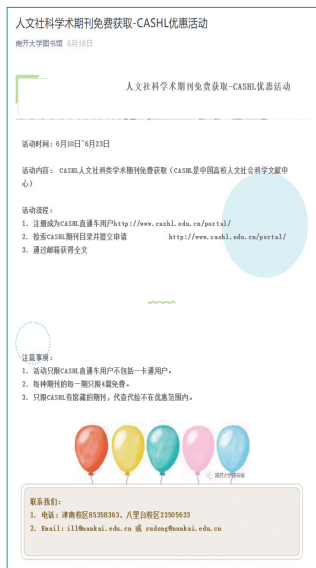 人文社科学术期刊免费获取-CASHL优惠活动
南开大学图书馆 6月18日
人文社科学术期刊免费获取-CASHL优惠活动
活动时间：6月10日~6月23日
活动内容： CASHL人文社科类学术期刊免费获取（CASHL是中国高校人文社会科学文献中
心）
活动流程：
1. 注册成为CASHL直通车用户http://www.cashl.edu.cn/portal/
2. 检索CASHL期刊目录并提交申请 http://www.cashl.edu.cn/portal/
3. 通过邮箱获得全文
注意事项：
1. 活动只限CASHL直通车用户不包括一卡通用户。
2. 每种期刊的每一期只限4篇免费。
3. 只限CASHL有馆藏的期刊，代查代检不在优惠范围内。
南开大学图书馆
联系我们：
1. 电话：津南校区85358363、八里台校区23505633
2. Email：ill@nankai.edu.cn 或 sudong@nankai.edu.cn